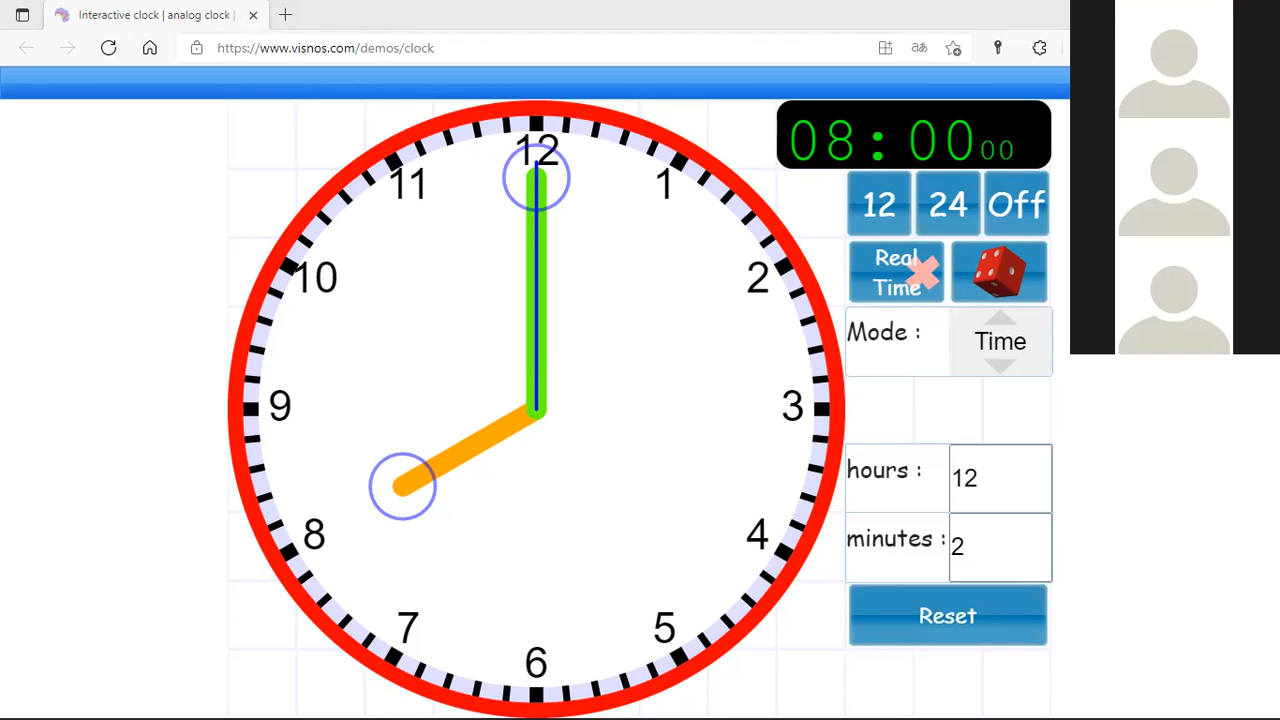 Interactive clock | analog clock |
https://www.visnos.com/demos/clock
08:00 00
12 24 Off
Real Time
Mode : Time
12
11 1
10 2
9 3
8 4
7 5
6
hours : 12
minutes : 2
Reset